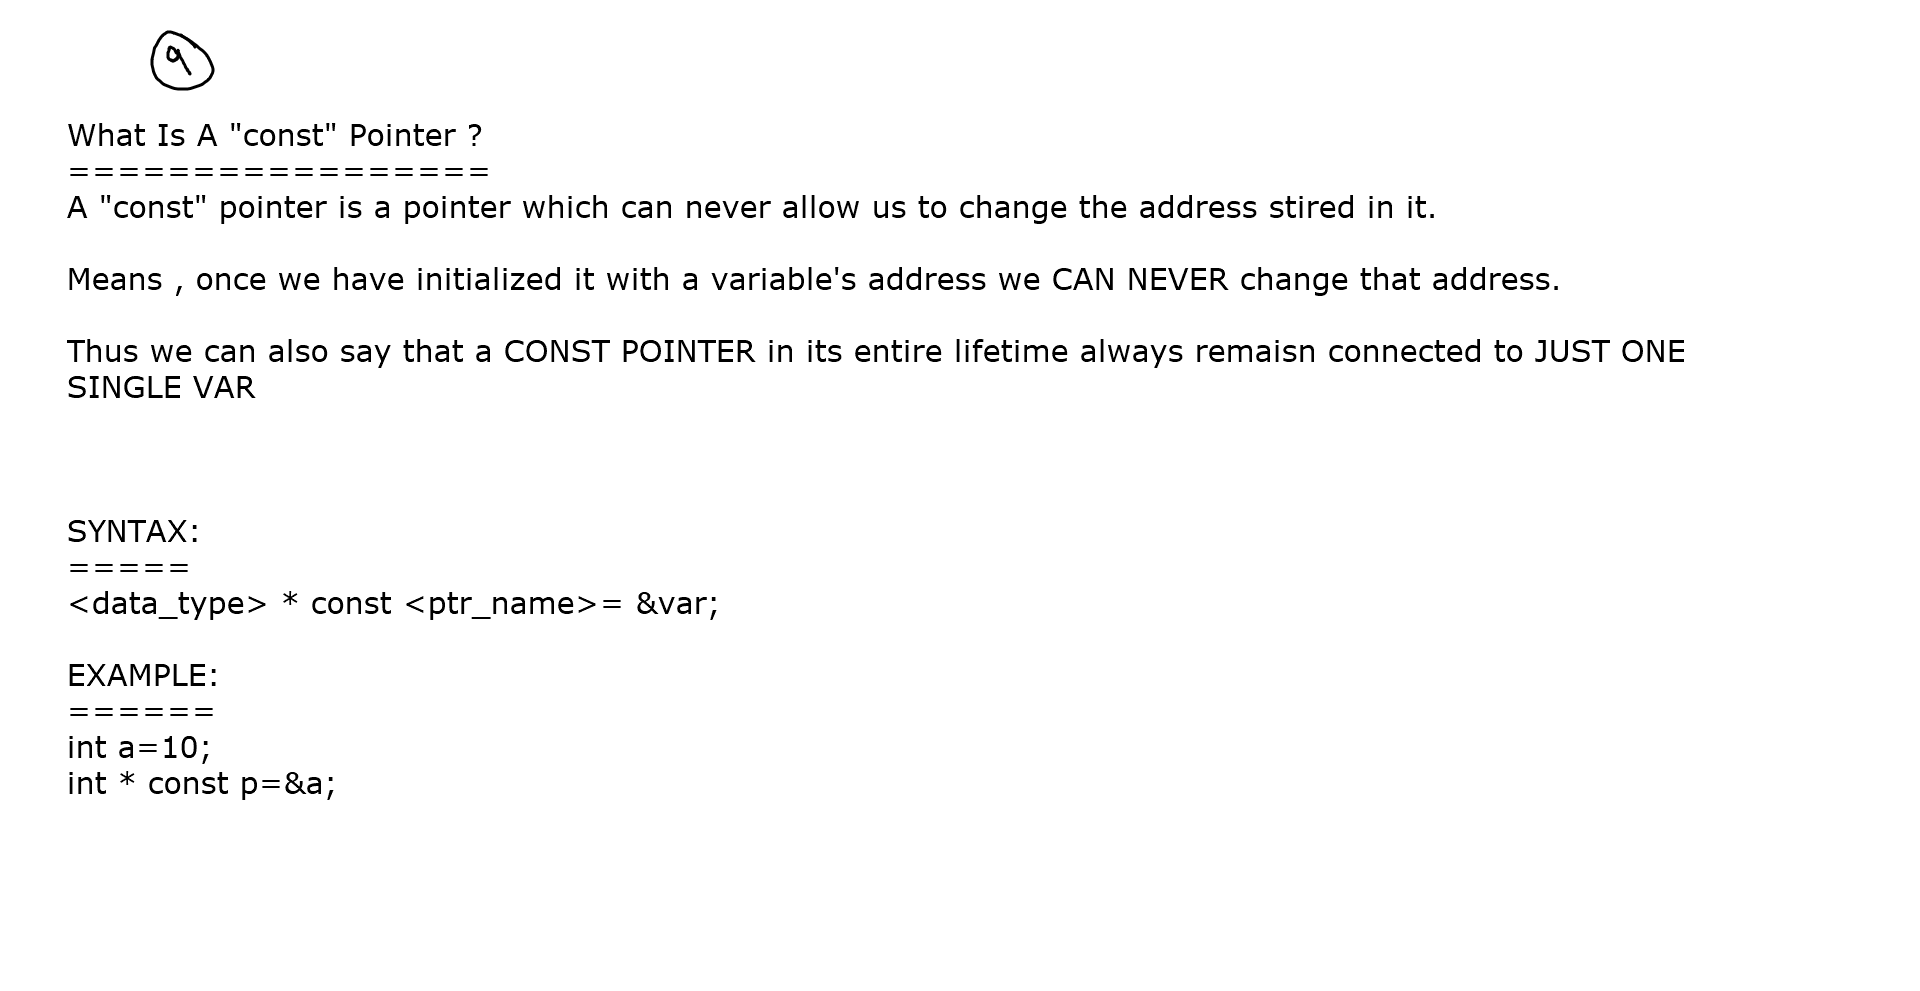 9
What Is A "const" Pointer ?
=================
A "const" pointer is a pointer which can never allow us to change the address stired in it.
Means , once we have initialized it with a variable's address we CAN NEVER change that address.
Thus we can also say that a CONST POINTER in its entire lifetime always remaisn connected to JUST ONE
SINGLE VAR
SYNTAX:
=====
<data_type> * const <ptr_name>= &var;
EXAMPLE:
======
int a=10;
int * const p=&a;